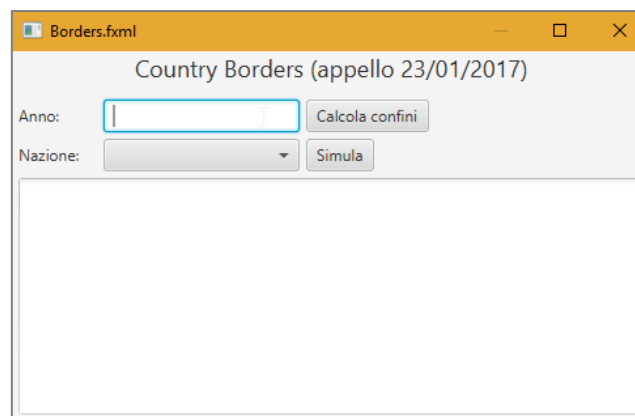 Borders.fxml
Country Borders (appello 23/01/2017)
Anno: Calcola confini
Nazione: Simula